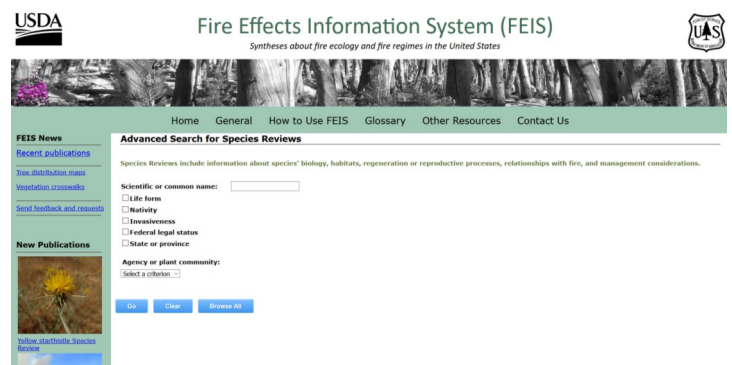 USDA
Fire Effects Information System (FEIS)
Syntheses about fire ecology and fire regimes in the United States
UAS
Home General How to Use FEIS Glossary Other Resources Contact Us
FEIS News
Recent publications
Tree distribution maps
Vegetation crosswalks
Send feedback and requests
New Publications
Yellow starthistle Species
Review
Advanced Search for Species Reviews
Species Reviews include information about species' biology, habitats, regeneration or reproductive processes, relationships with fire, and management considerations.
Scientific or common name:
Life form
Nativity
Invasiveness
Federal legal status
State or province
Agency or plant community:
Select a criterion
Go Clear Browse All